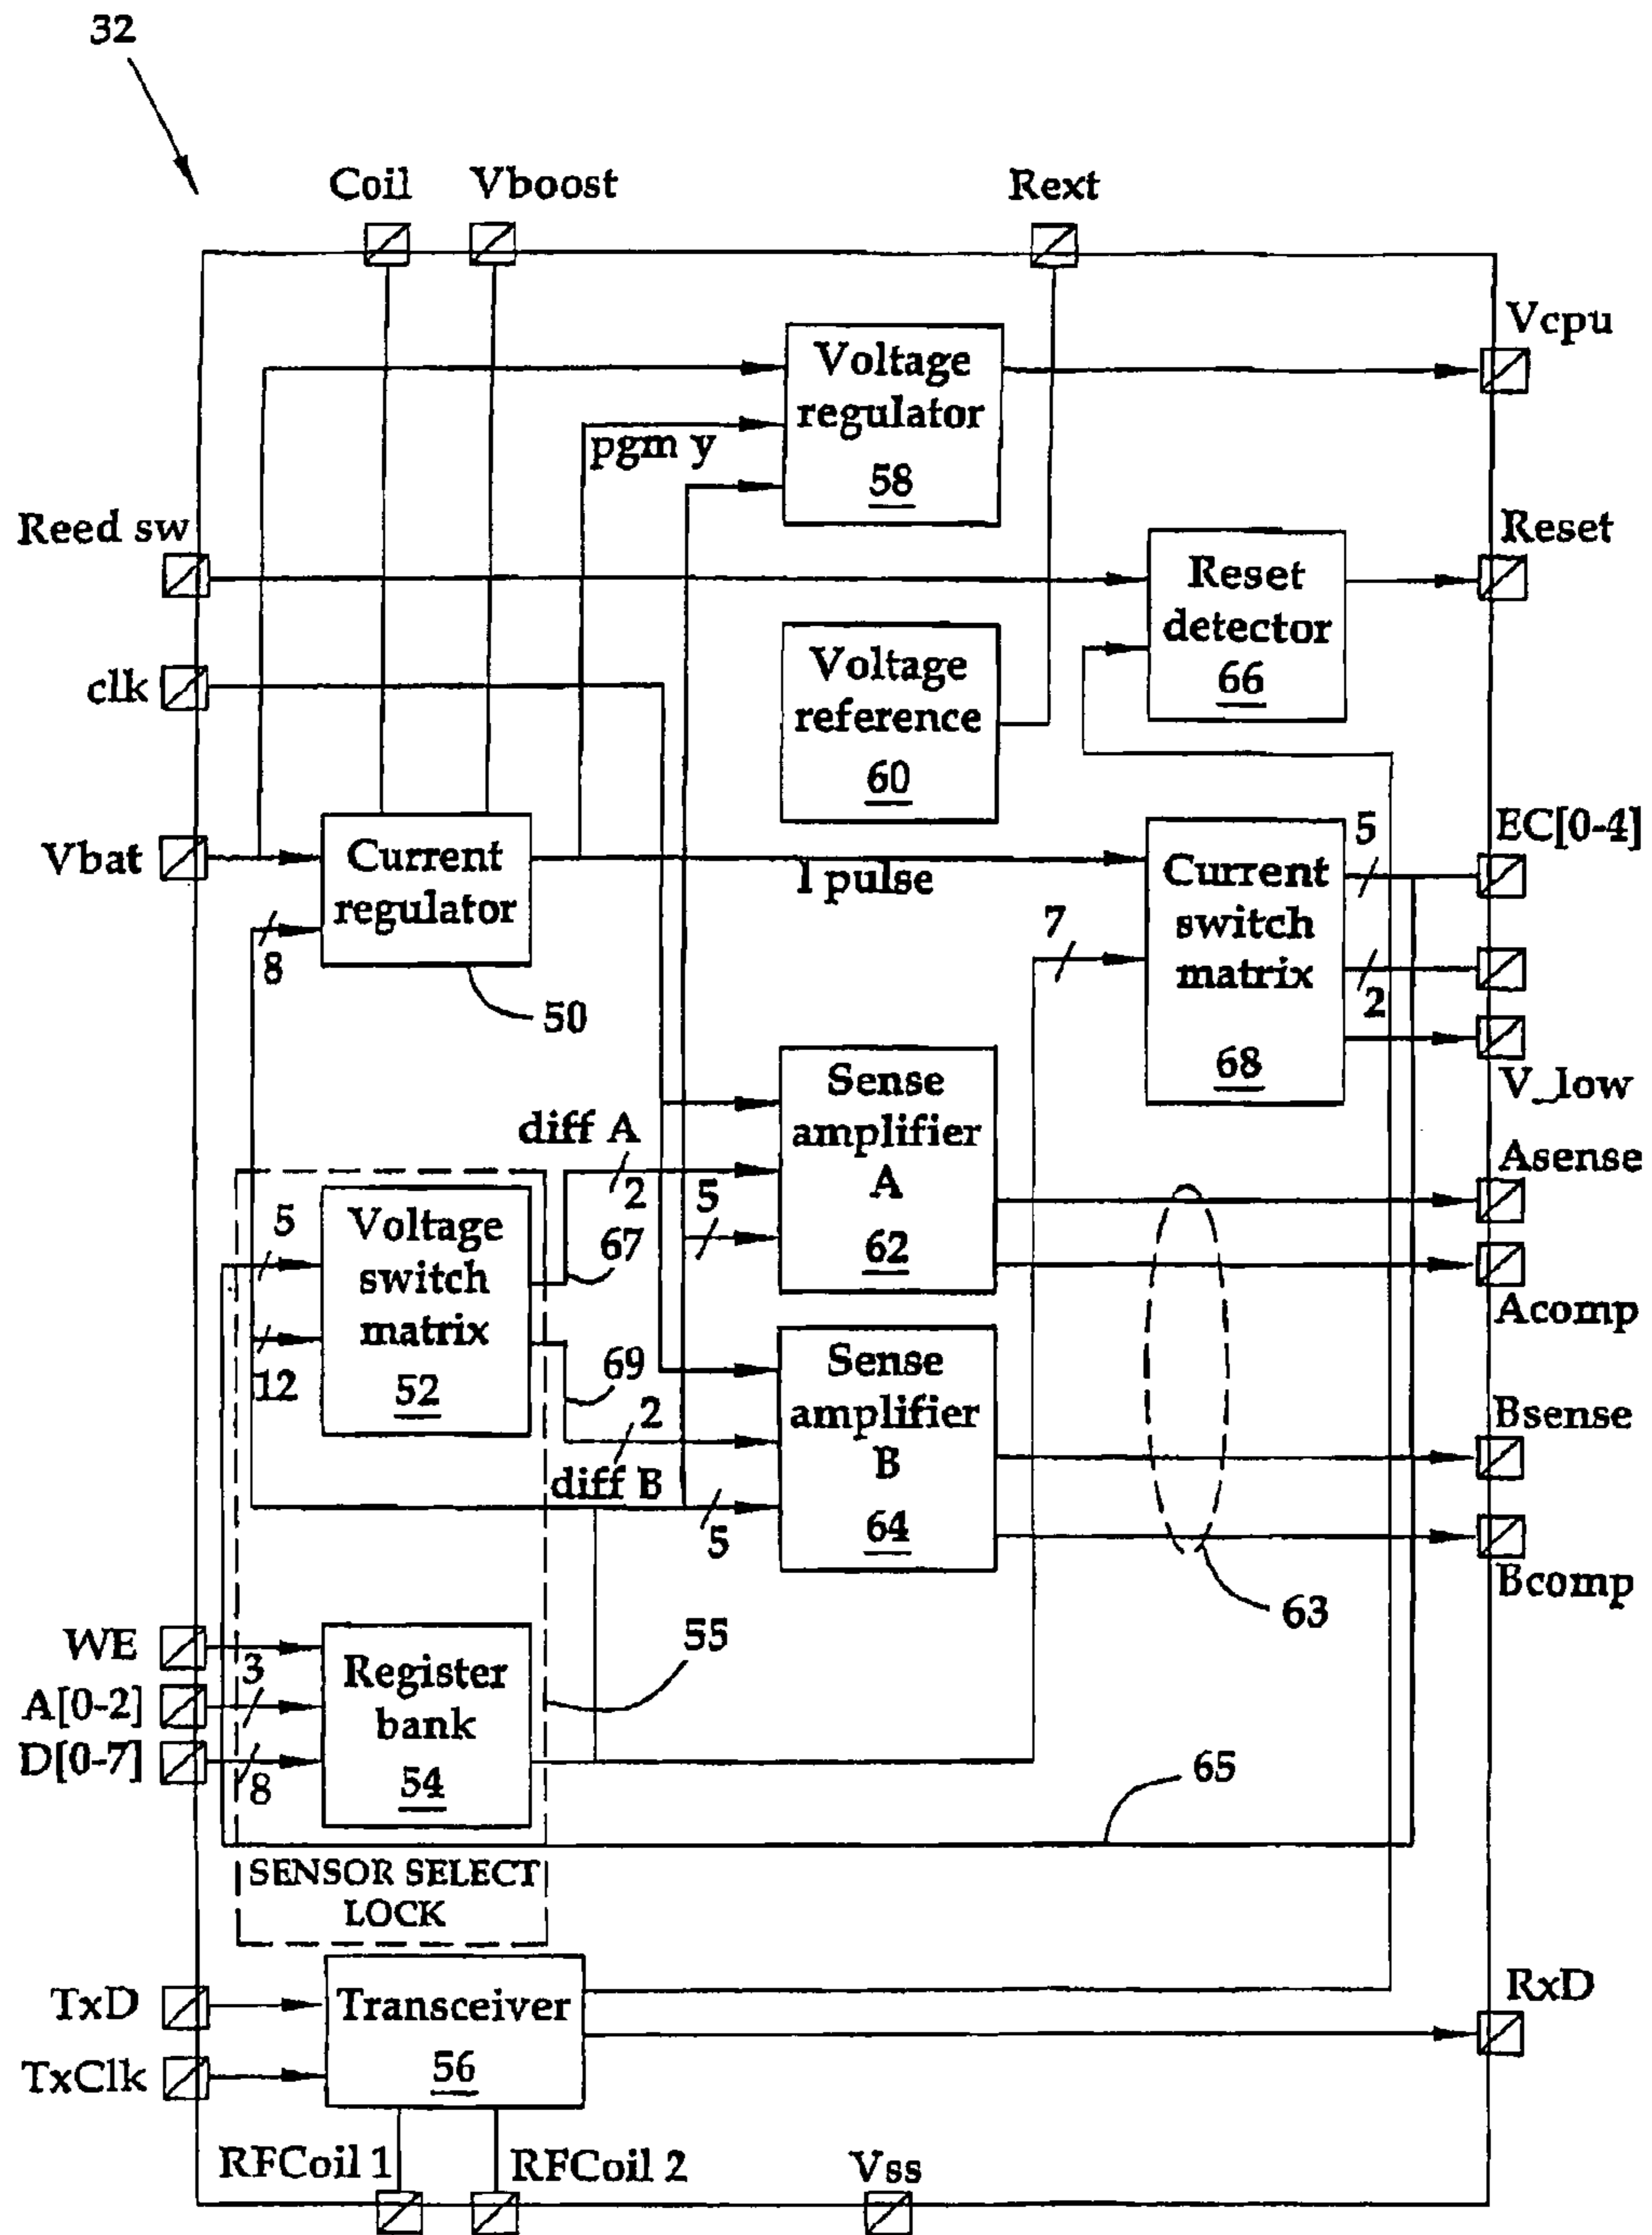 32
Coil
Vboost
Rext
Vcpu
Voltage
regulator
58
pgm y
Reed sw
Reset
Reset
detector
66
clk
Voltage
reference
60
Vbat
Current
regulator
8
50
I pulse
7
Current
switch
matrix
68
5
2
EC[0-4]
V_low
Sense
amplifier
A
62
diff A
2
5
67
Asense
Acomp
5
12
Voltage
switch
matrix
52
69
2
diff B
5
Sense
amplifier
B
64
Bsense
Bcomp
63
WE
A[0-2]
D[0-7]
3
8
Register
bank
54
55
65
SENSOR SELECT
LOCK
TxD
TxClk
Transceiver
56
RxD
RFCoil 1
RFCoil 2
Vss